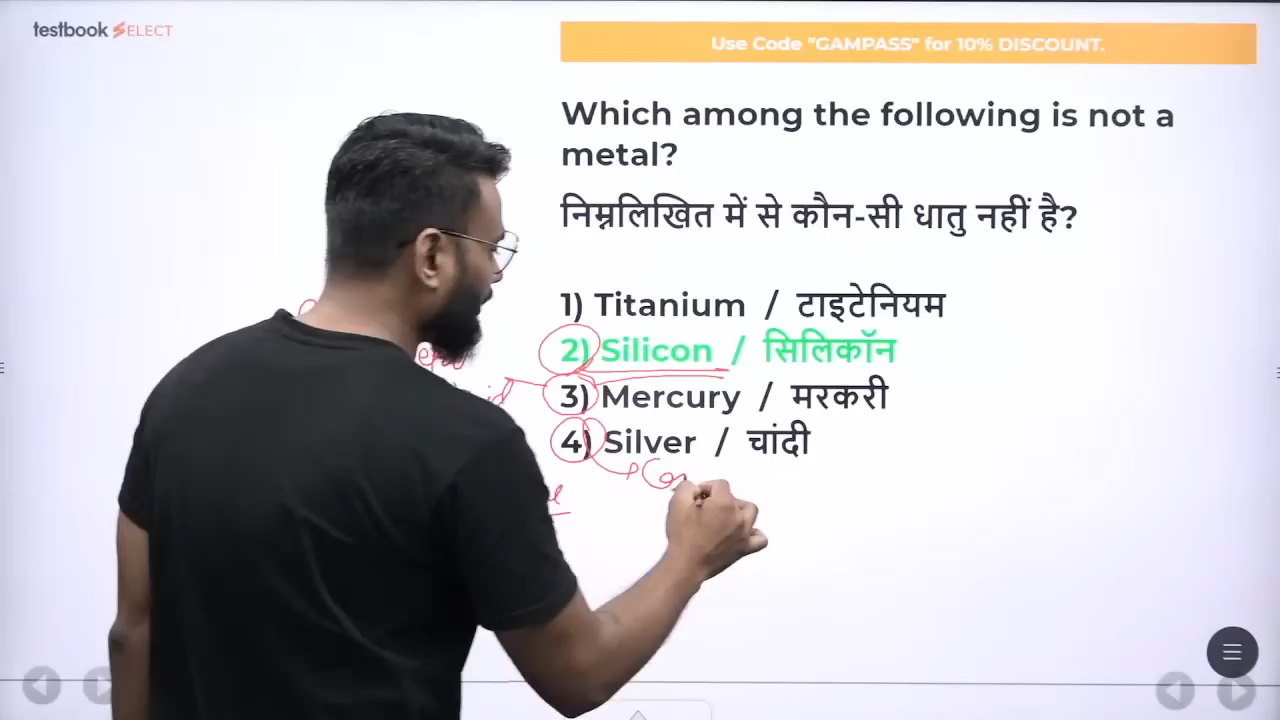 testbook SELECT
Use Code "GAMPASS" for 10% DISCOUNT.
Which among the following is not a
metal?
निम्नलिखित में से कौन-सी धातु नहीं है?
1) Titanium / टाइटेनियम
2) Silicon / सिलिकॉन
3) Mercury / मरकरी
4) Silver / चांदी